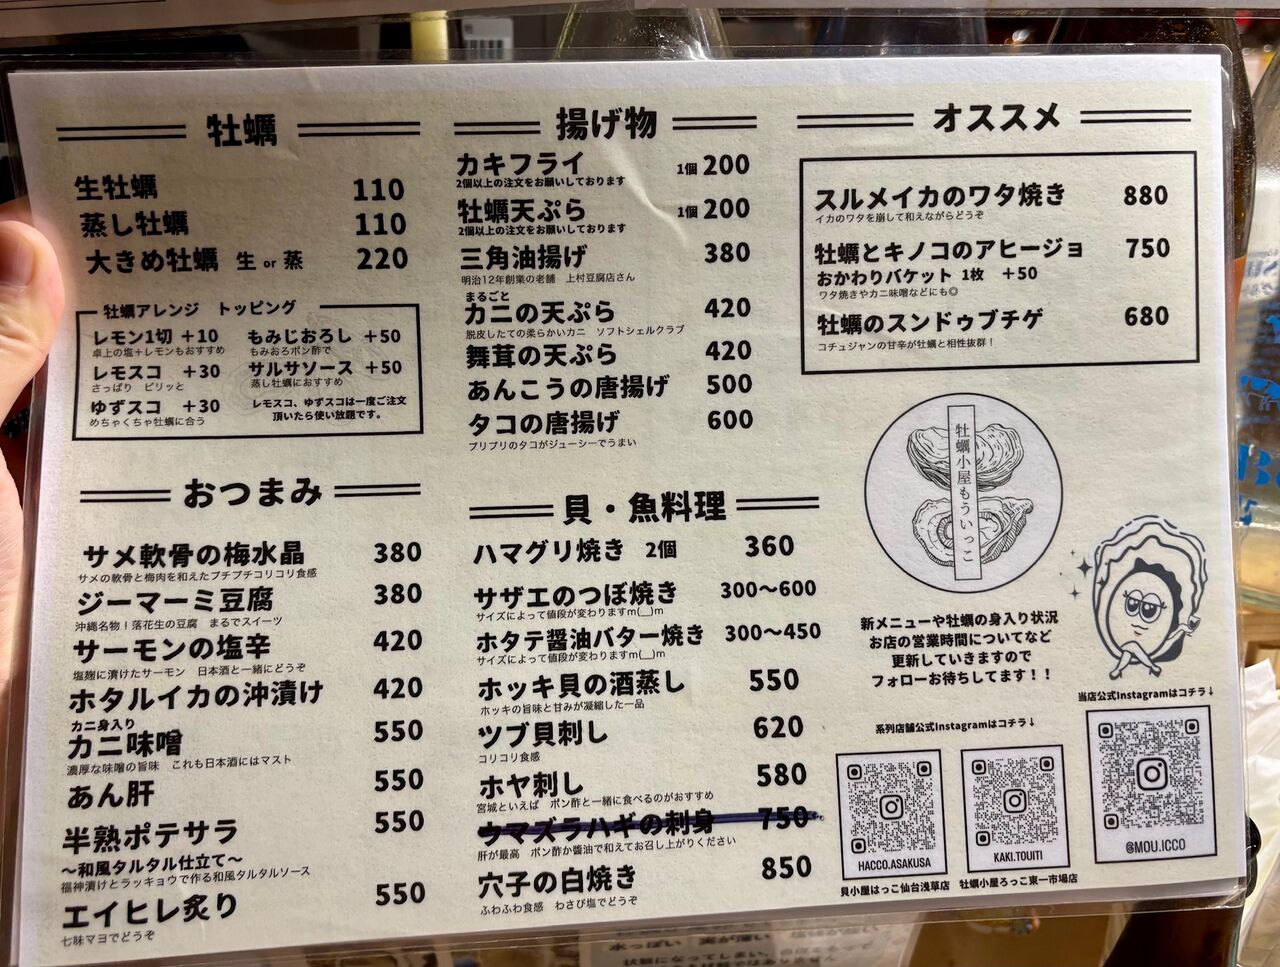 牡蠣
生牡蠣 110
蒸し牡蠣 110
大きめ牡蠣 生 or 蒸 220
牡蠣アレンジ トッピング
レモン1切 +10
卓上の塩+レモンもおすすめ
レモスコ +30
さっぱり ピリッと
ゆずスコ +30
めちゃくちゃ牡蠣に合う
もみじおろし +50
もみおろポン酢で
サルサソース +50
蒸し牡蠣におすすめ
レモスコ、ゆずスコは一度ご注文
頂いたら使い放題です。
おつまみ
サメ軟骨の梅水晶 380
サメの軟骨と梅肉を和えたプチプチコリコリ食感
ジーマーミ豆腐 380
沖縄名物！落花生の豆腐 まるでスイーツ
サーモンの塩辛 420
塩麹に漬けたサーモン 日本酒と一緒にどうぞ
ホタルイカの沖漬け 420
カニ身入り
カニ味噌 550
濃厚な味噌の旨味 これも日本酒にはマスト
あん肝 550
半熟ポテサラ 550
～和風タルタル仕立て～
福神漬けとラッキョウで作る和風タルタルソース
エイヒレ炙り 550
七味マヨでどうぞ
揚げ物
カキフライ 1個 200
2個以上の注文をお願いしております
牡蠣天ぷら 1個 200
2個以上の注文をお願いしております
三角油揚げ 380
明治12年創業の老舗 上村豆腐店さん
まるごと
カニの天ぷら 420
脱皮したての柔らかいカニ ソフトシェルクラブ
舞茸の天ぷら 420
あんこうの唐揚げ 500
タコの唐揚げ 600
プリプリのタコがジューシーでうまい
貝・魚料理
ハマグリ焼き 2個 360
サザエのつぼ焼き 300～600
サイズによって値段が変わりますm(__)m
ホタテ醤油バター焼き 300～450
サイズによって値段が変わりますm(__)m
ホッキ貝の酒蒸し 550
ホッキの旨味と甘みが凝縮した一品
ツブ貝刺し 620
コリコリ食感
ホヤ刺し 580
宮城といえば ポン酢と一緒に食べるのがおすすめ
ウマズラハギの刺身 750
肝が最高 ポン酢か醤油で和えてお召し上がりください
穴子の白焼き 850
ふわふわ食感 わさび塩でどうぞ
オススメ
スルメイカのワタ焼き 880
イカのワタを崩して和えながらどうぞ
牡蠣とキノコのアヒージョ 750
おかわりバケット 1枚 +50
ワタ焼きやカニ味噌などにも◎
牡蠣のスンドゥブチゲ 680
コチュジャンの甘辛が牡蠣と相性抜群！
牡蠣小屋もういっこ
新メニューや牡蠣の身入り状況
お店の営業時間についてなど
更新していきますので
フォローお待ちしてます！！
当店公式Instagramはコチラ↓
@MOU.ICCO
系列店舗公式Instagramはコチラ↓
HACCO.ASAKUSA
貝小屋はっこ仙台浅草店
KAKI.TOUITI
牡蠣小屋ろっこ東一市場店